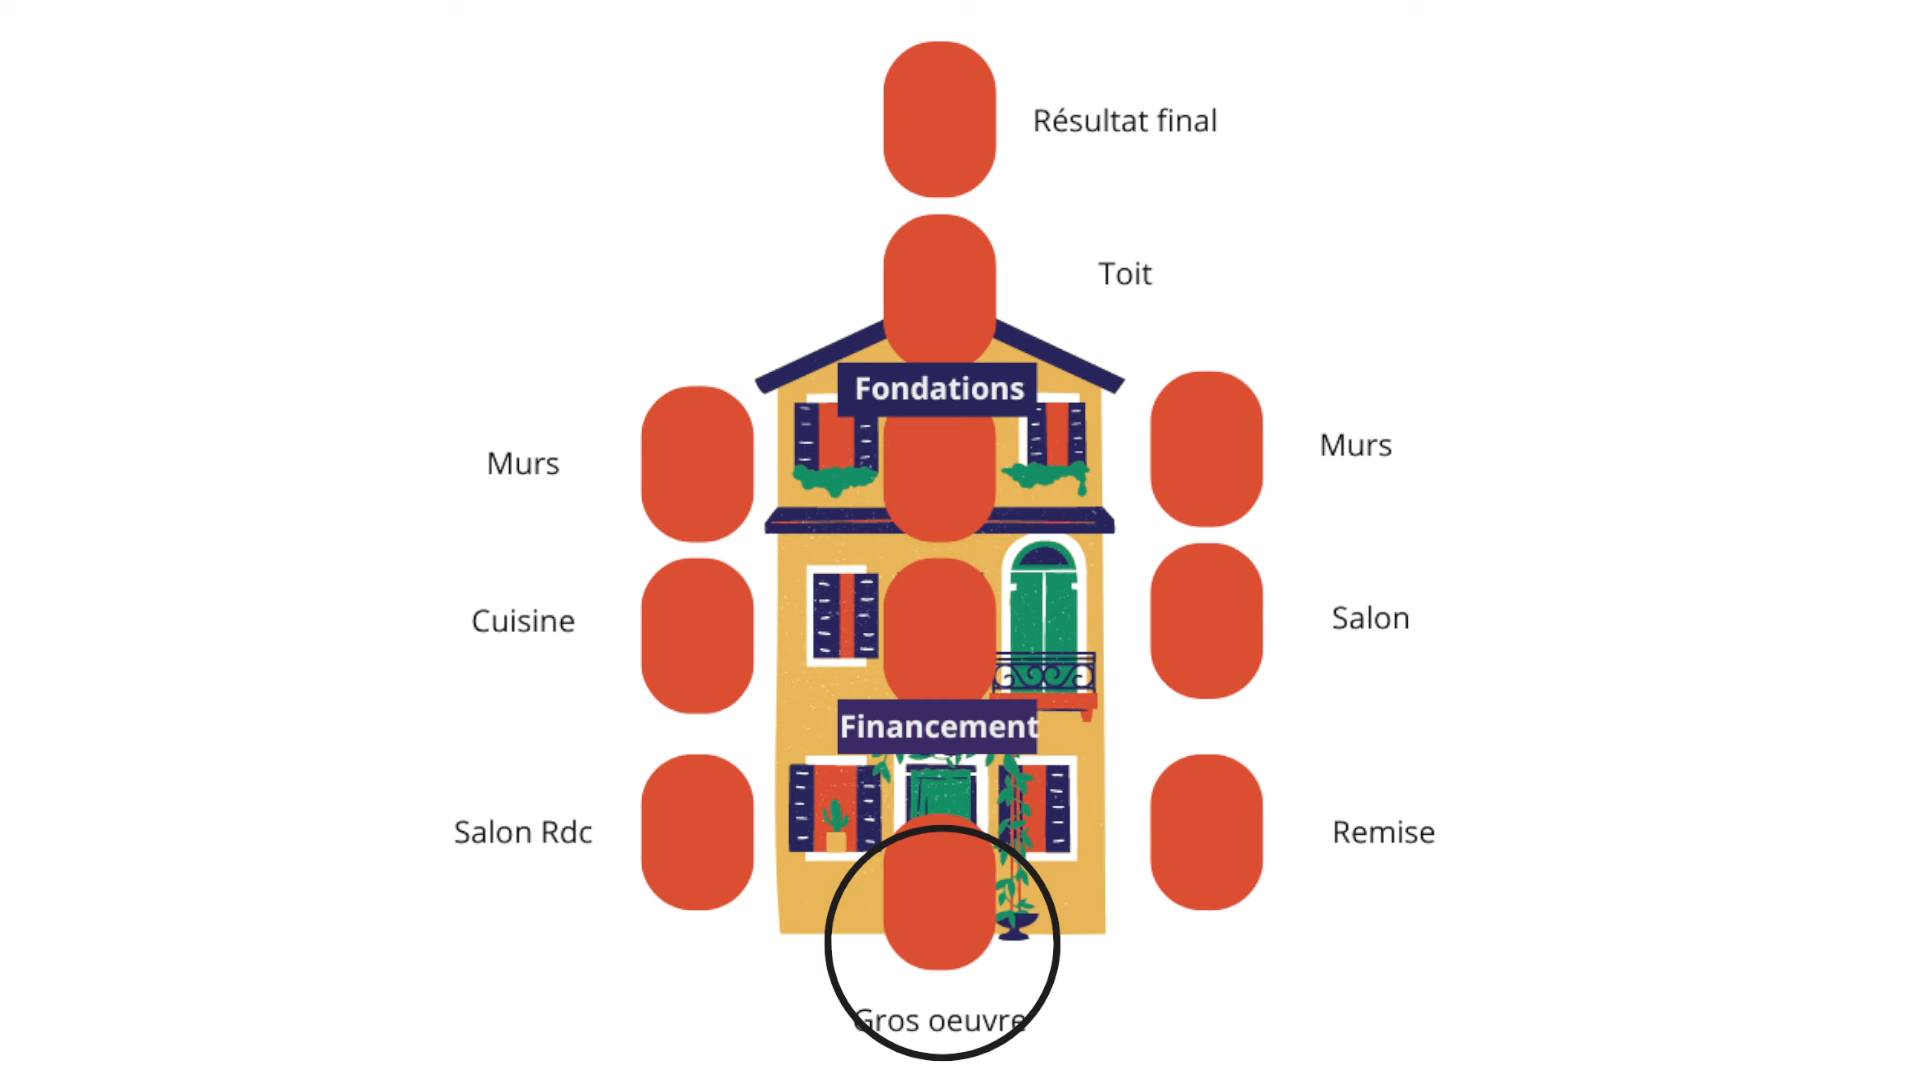 Résultat final
Toit
Fondations
Murs
Murs
Cuisine
Salon
Financement
Salon Rdc
Remise
Gros oeuvre